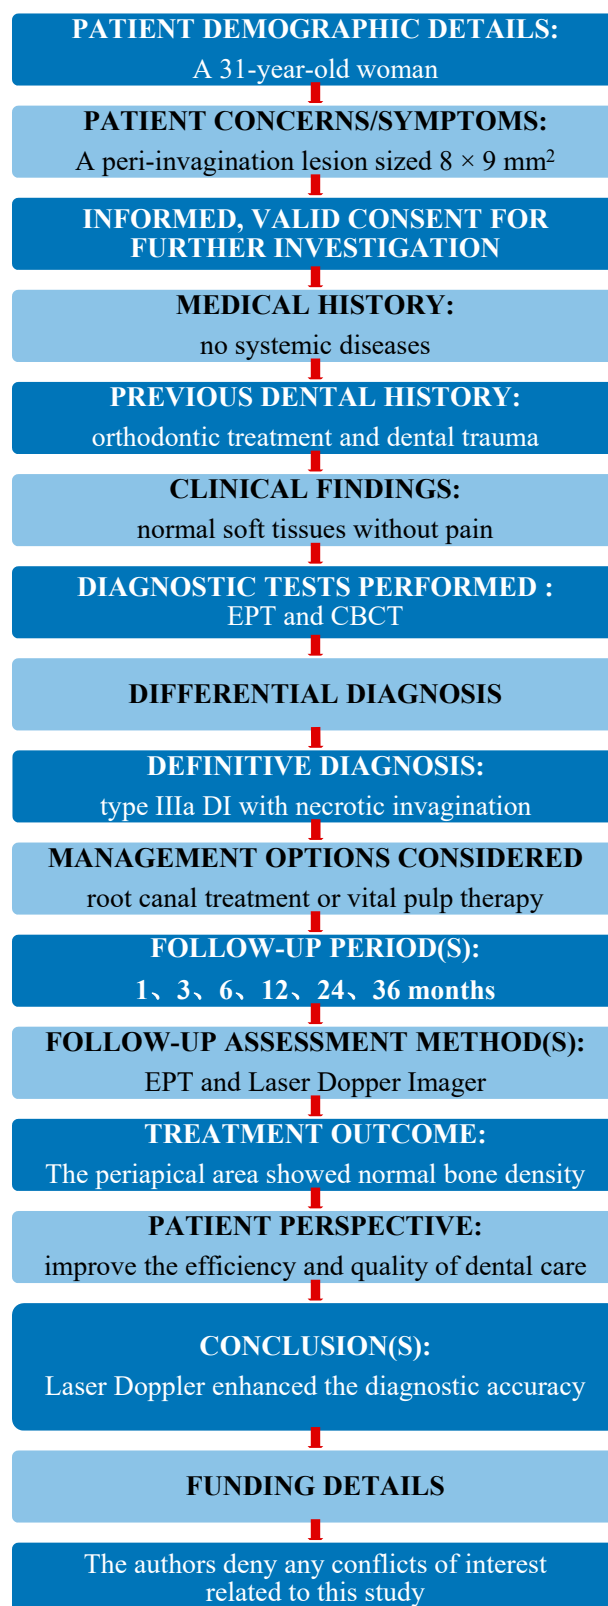 PATIENT DEMOGRAPHIC DETAILS:
A 31-year-old woman
PATIENT CONCERNS/SYMPTOMS:
A peri-invagination lesion sized 8 × 9 mm²
INFORMED, VALID CONSENT FOR
FURTHER INVESTIGATION
MEDICAL HISTORY:
no systemic diseases
PREVIOUS DENTAL HISTORY:
orthodontic treatment and dental trauma
CLINICAL FINDINGS:
normal soft tissues without pain
DIAGNOSTIC TESTS PERFORMED :
EPT and CBCT
DIFFERENTIAL DIAGNOSIS
DEFINITIVE DIAGNOSIS:
type IIIa DI with necrotic invagination
MANAGEMENT OPTIONS CONSIDERED
root canal treatment or vital pulp therapy
FOLLOW-UP PERIOD(S):
1、3、6、12、24、36 months
FOLLOW-UP ASSESSMENT METHOD(S):
EPT and Laser Dopper Imager
TREATMENT OUTCOME:
The periapical area showed normal bone density
PATIENT PERSPECTIVE:
improve the efficiency and quality of dental care
CONCLUSION(S):
Laser Doppler enhanced the diagnostic accuracy
FUNDING DETAILS
The authors deny any conflicts of interest
related to this study